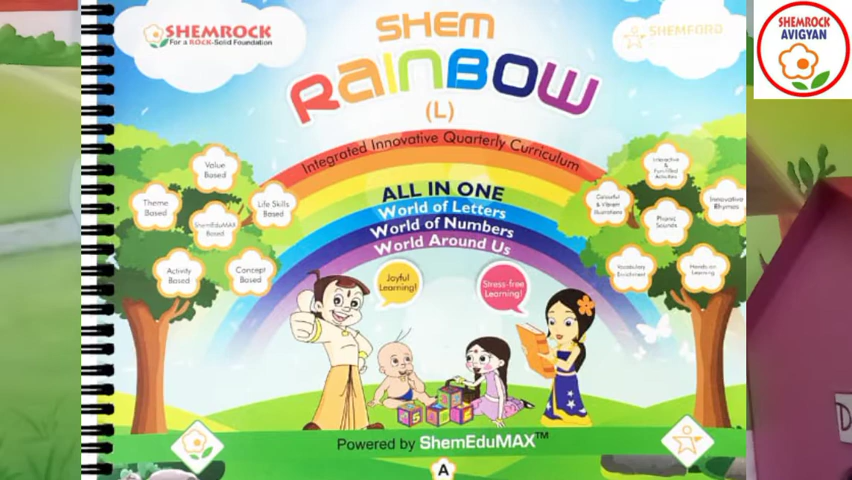 SHEMROCK
For a ROCK-Solid Foundation
SHEM
RaINBOW
(L)
SHEMFORD
SHEMROCK
AVIGYAN
Integrated Innovative Quarterly Curriculum
ALL IN ONE
World of Letters
World of Numbers
World Around Us
Value
Based
Theme
Based
Life Skills
Based
ShemEduMAX
Based
Activity
Based
Concept
Based
Interactive
&
Fun-filled
Activities
Colourful
& Vibrant
Illustrations
Innovative
Rhymes
Phonic
Sounds
Vocabulary
Enrichment
Hands-on
Learning
Joyful
Learning!
Stress-free
Learning!
Powered by ShemEduMAX™
A
D